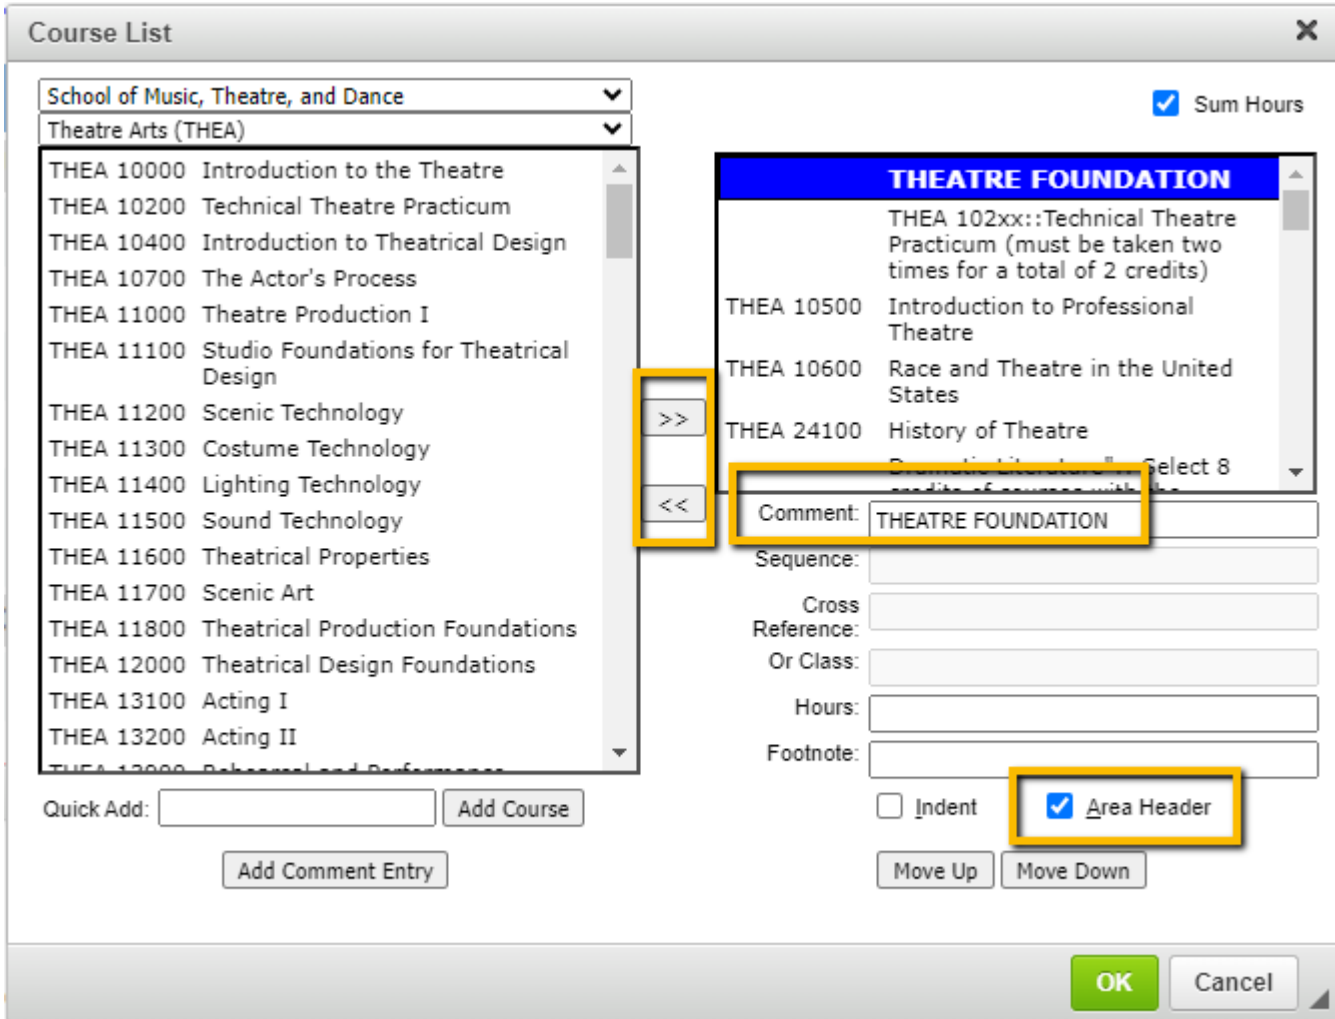 Course List
School of Music, Theatre, and Dance
Theatre Arts (THEA)
THEA 10000 Introduction to the Theatre
THEA 10200 Technical Theatre Practicum
THEA 10400 Introduction to Theatrical Design
THEA 10700 The Actor's Process
THEA 11000 Theatre Production I
THEA 11100 Studio Foundations for Theatrical
Design
THEA 11200 Scenic Technology
THEA 11300 Costume Technology
THEA 11400 Lighting Technology
THEA 11500 Sound Technology
THEA 11600 Theatrical Properties
THEA 11700 Scenic Art
THEA 11800 Theatrical Production Foundations
THEA 12000 Theatrical Design Foundations
THEA 13100 Acting I
THEA 13200 Acting II
Quick Add:
Add Course
Add Comment Entry
>>
<<
Sum Hours
THEATRE FOUNDATION
THEA 102xx::Technical Theatre
Practicum (must be taken two
times for a total of 2 credits)
THEA 10500 Introduction to Professional
Theatre
THEA 10600 Race and Theatre in the United
States
THEA 24100 History of Theatre
Select 8
Comment: THEATRE FOUNDATION
Sequence:
Cross
Reference:
Or Class:
Hours:
Footnote:
Indent
Area Header
Move Up
Move Down
OK
Cancel